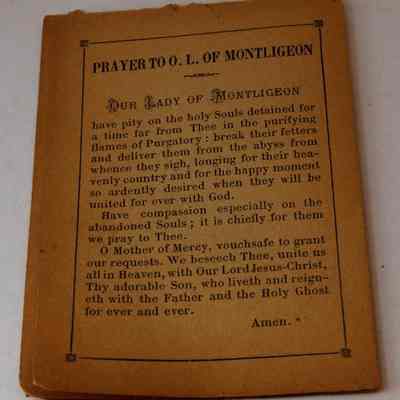 PRAYER TO O. L. OF MONTLIGEON
OUR LADY OF MONTLIGEON
have pity on the holy Souls detained for
a time far from Thee in the purifying
flames of Purgatory : break their fetters
and deliver them from the abyss from
whence they sigh, longing for their hea-
venly country and for the happy moment
so ardently desired when they will be
united for over with God.
Have compassion especially on the
abandoned Souls ; it is chiefly for them
we pray to Thee.
O Mother of Mercy, vouchsafe to grant
our requests. We beseech Thee, unite us
all in Heaven, with Our Lord Jesus-Christ,
Thy adorable Son, who liveth and reign-
eth with the Father and the Holy Ghost
for ever and ever.
Amen.